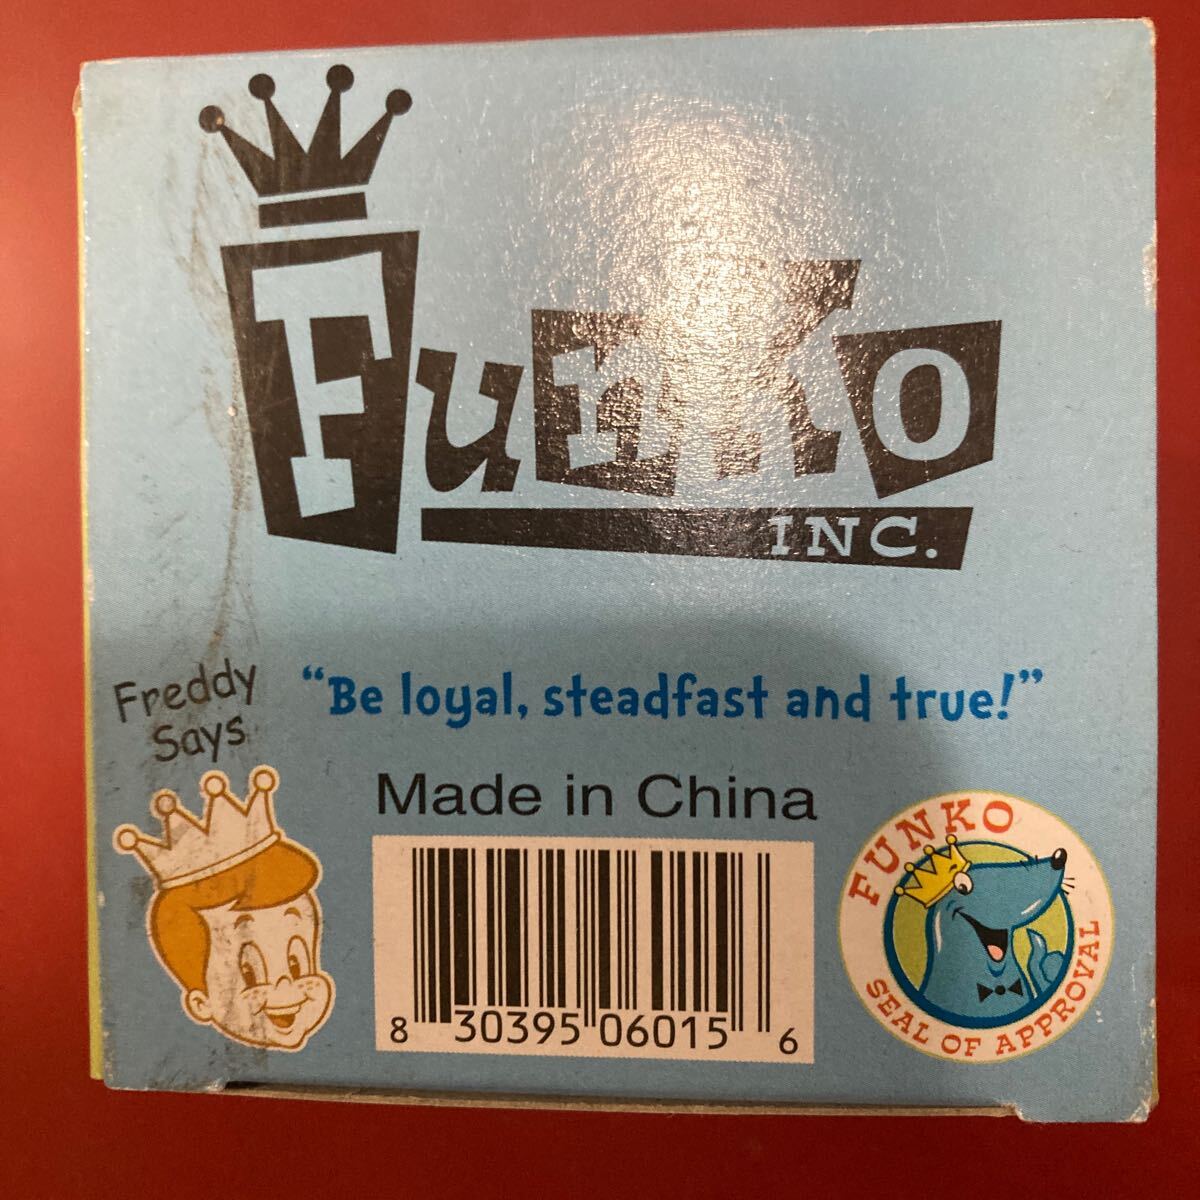 Funko
INC.
Freddy
Says
"Be loyal, steadfast and true!"
Made in China
8 30395 06015 6
FUNKO
SEAL OF APPROVAL